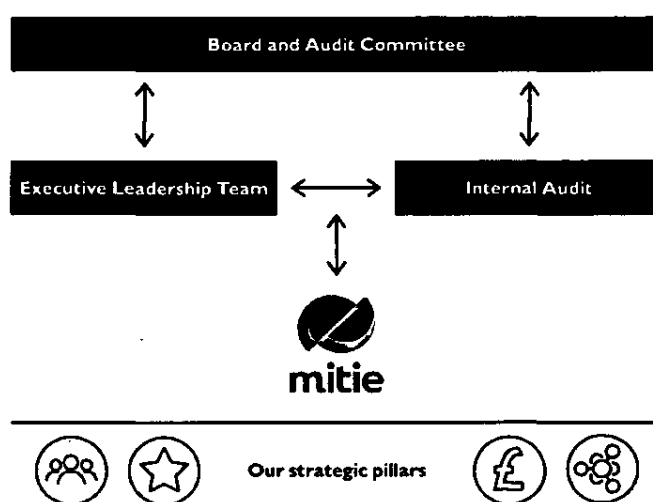 Board and Audit Committee
Executive Leadership Team
Internal Audit
mitie
Our strategic pillars
£